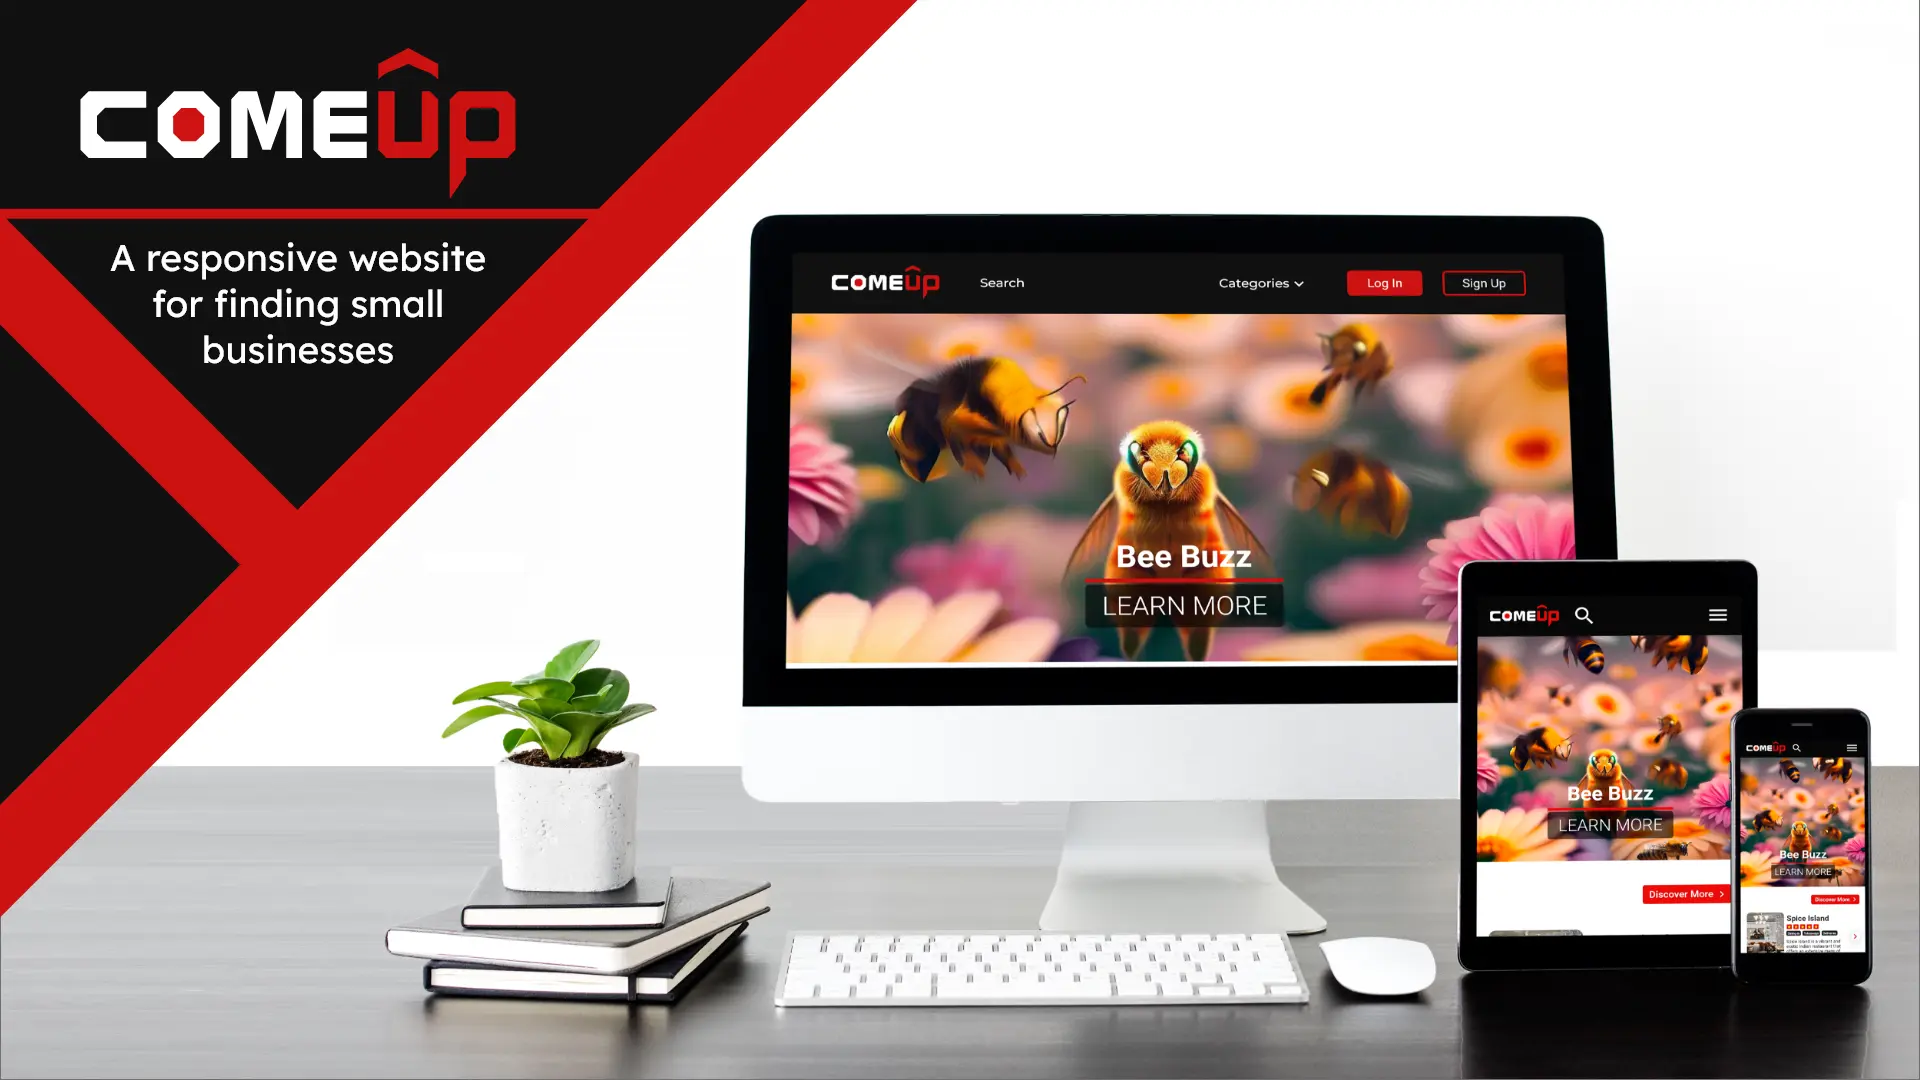 COMEUP
A responsive website
for finding small
businesses
COMEUP Search Categories Log In Sign Up
Bee Buzz
LEARN MORE
COMEUP
Bee Buzz
LEARN MORE
Discover More
COMEUP
Bee Buzz
LEARN MORE
Discover More
Spice Island